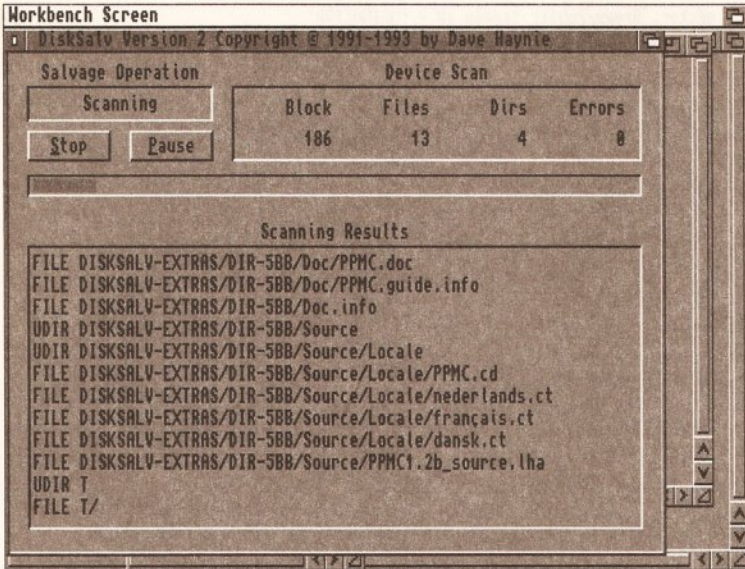 Workbench Screen
DiskSalv Version 2 Copyright © 1991-1993 by Dave Haynie
Salvage Operation
Scanning
Stop
Pause
Device Scan
Block Files Dirs Errors
186 13 4 0
Scanning Results
FILE DISKSALV-EXTRAS/DIR-5BB/Doc/PPMC.doc
FILE DISKSALV-EXTRAS/DIR-5BB/Doc/PPMC.guide.info
FILE DISKSALV-EXTRAS/DIR-5BB/Doc.info
UDIR DISKSALV-EXTRAS/DIR-5BB/Source
UDIR DISKSALV-EXTRAS/DIR-5BB/Source/Locale
FILE DISKSALV-EXTRAS/DIR-5BB/Source/Locale/PPMC.cd
FILE DISKSALV-EXTRAS/DIR-5BB/Source/Locale/nederlands.ct
FILE DISKSALV-EXTRAS/DIR-5BB/Source/Locale/français.ct
FILE DISKSALV-EXTRAS/DIR-5BB/Source/Locale/dansk.ct
FILE DISKSALV-EXTRAS/DIR-5BB/Source/PPMC1.2b_source.lha
UDIR T
FILE T/